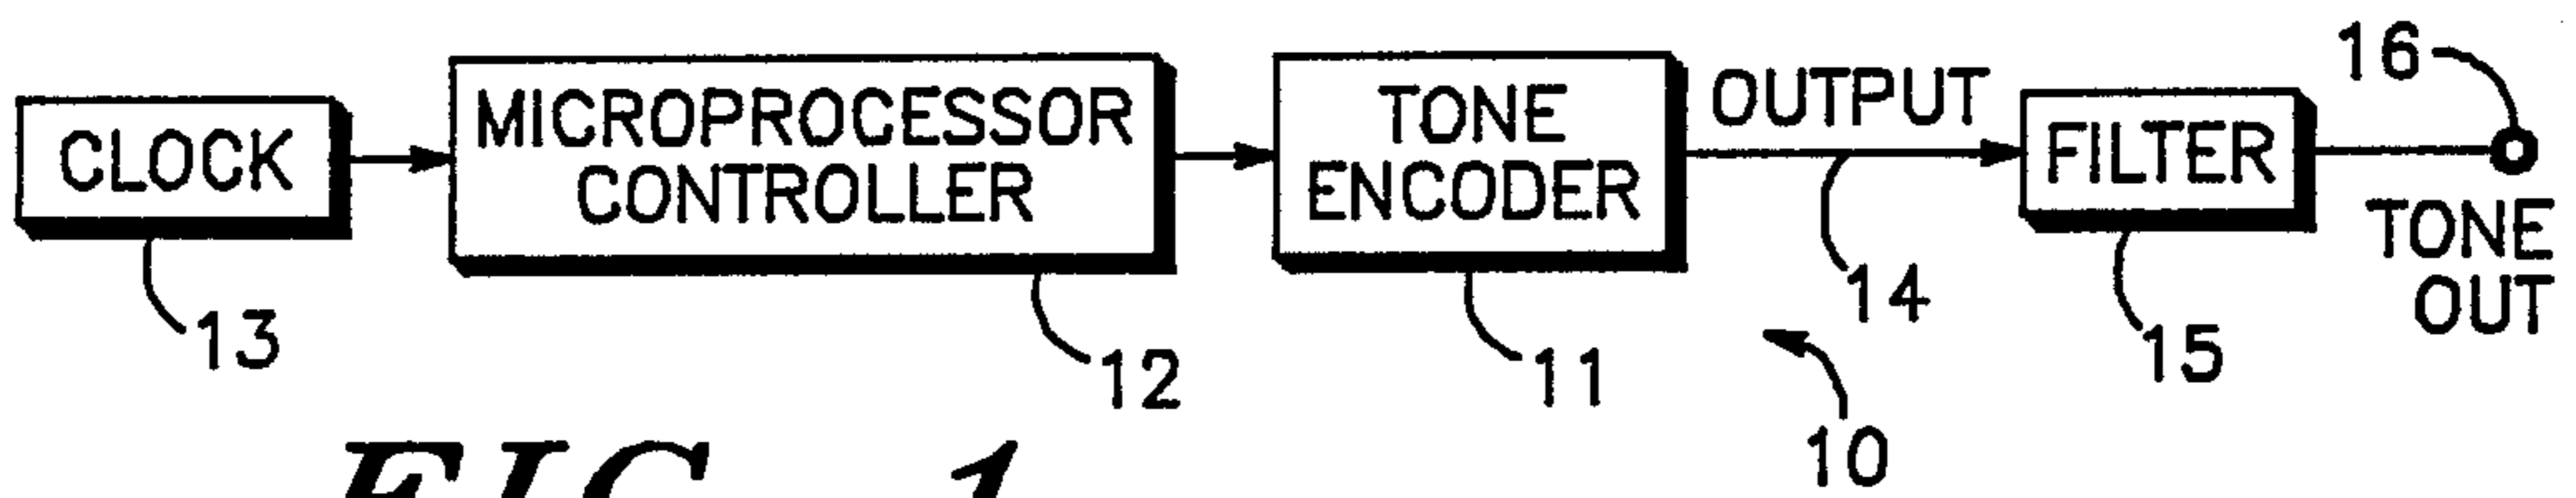 CLOCK
MICROPROCESSOR
CONTROLLER
TONE
ENCODER
OUTPUT
FILTER
16
TONE
OUT
13
12
11
14
15
10
FIG. 1